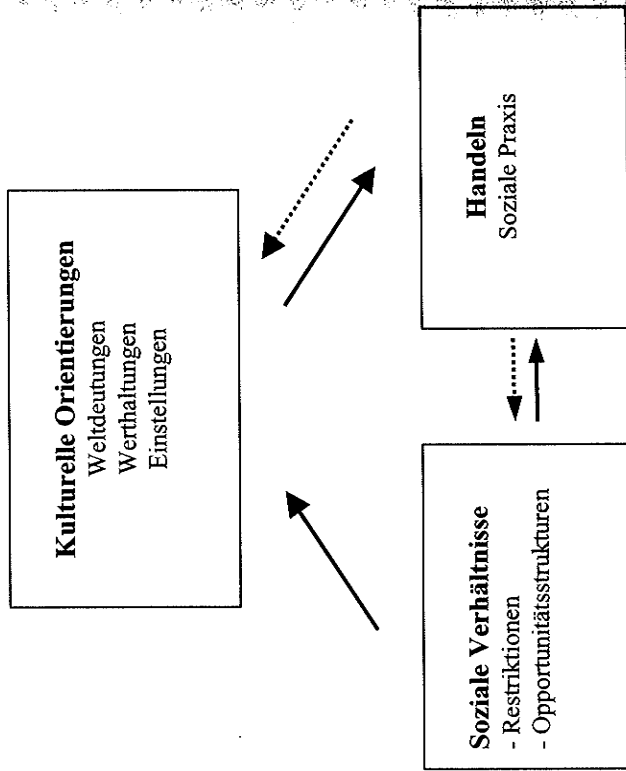 Kulturelle Orientierungen
Weltdeutungen
Werthaltungen
Einstellungen
Soziale Verhältnisse
- Restriktionen
- Opportunitätsstrukturen
Handeln
Soziale Praxis